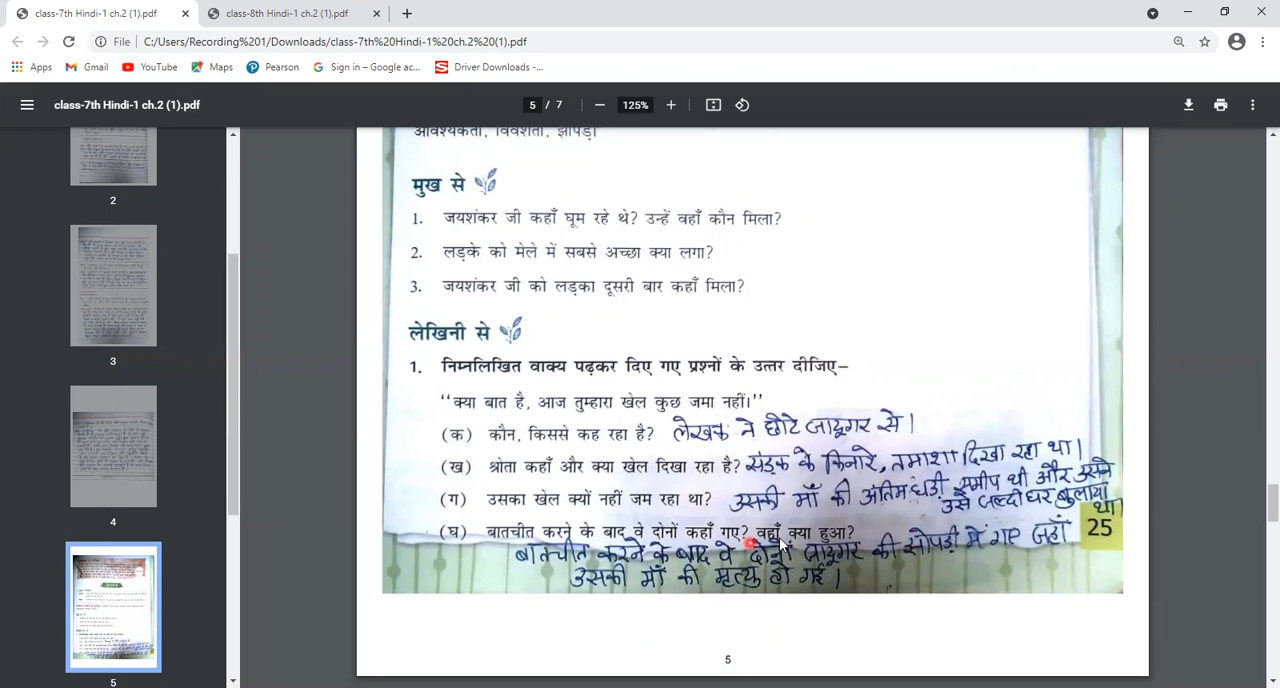 class-7th Hindi-1 ch.2 (1).pdf
class-8th Hindi-1 ch.2 (1).pdf
File
C:/Users/Recording%201/Downloads/class-7th%20Hindi-1%20ch.2%20(1).pdf
Apps Gmail YouTube Maps Pearson Sign in – Google ac... Driver Downloads -...
class-7th Hindi-1 ch.2 (1).pdf
5 / 7
125%
2
3
4
5
आवश्यकता, विवशता, झोंपड़ी
मुख से
1. जयशंकर जी कहाँ घूम रहे थे? उन्हें वहाँ कौन मिला?
2. लड़के को मेले में सबसे अच्छा क्या लगा?
3. जयशंकर जी को लड़का दूसरी बार कहाँ मिला?
लेखिनी से
1. निम्नलिखित वाक्य पढ़कर दिए गए प्रश्नों के उत्तर दीजिए–
“क्या बात है, आज तुम्हारा खेल कुछ जमा नहीं।”
(क) कौन, किससे कह रहा है? लेखक ने छोटे जादूगर से।
(ख) श्रोता कहाँ और क्या खेल दिखा रहा है? सड़क के किनारे, तमाशा दिखा रहा था।
(ग) उसका खेल क्यों नहीं जम रहा था? उसकी माँ की अंतिम घड़ी समीप थी और उसने
उसे जल्दी घर बुलाया था।
(घ) बातचीत करने के बाद वे दोनों कहाँ गए? वहाँ क्या हुआ?
25
बातचीत करने के बाद वे दोनों जादूगर की झोपड़ी में गए जहाँ
उसकी माँ की मृत्यु हो गई।
5